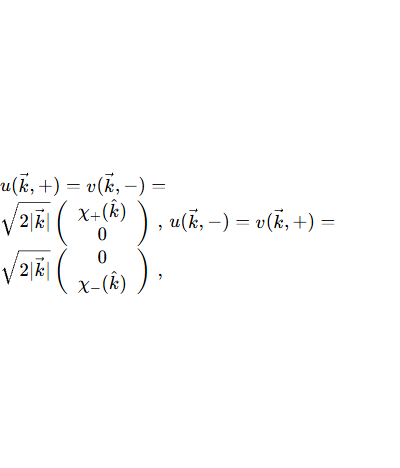 $u(\vec{k},+) = v(\vec{k},-) =$
$\sqrt{2|\vec{k}|} \left( \begin{array}{c} \chi_+(\hat{k}) \\ 0 \end{array} \right) \, , \, u(\vec{k},-) = v(\vec{k},+) =$
$\sqrt{2|\vec{k}|} \left( \begin{array}{c} 0 \\ \chi_-(\hat{k}) \end{array} \right) \, ,$